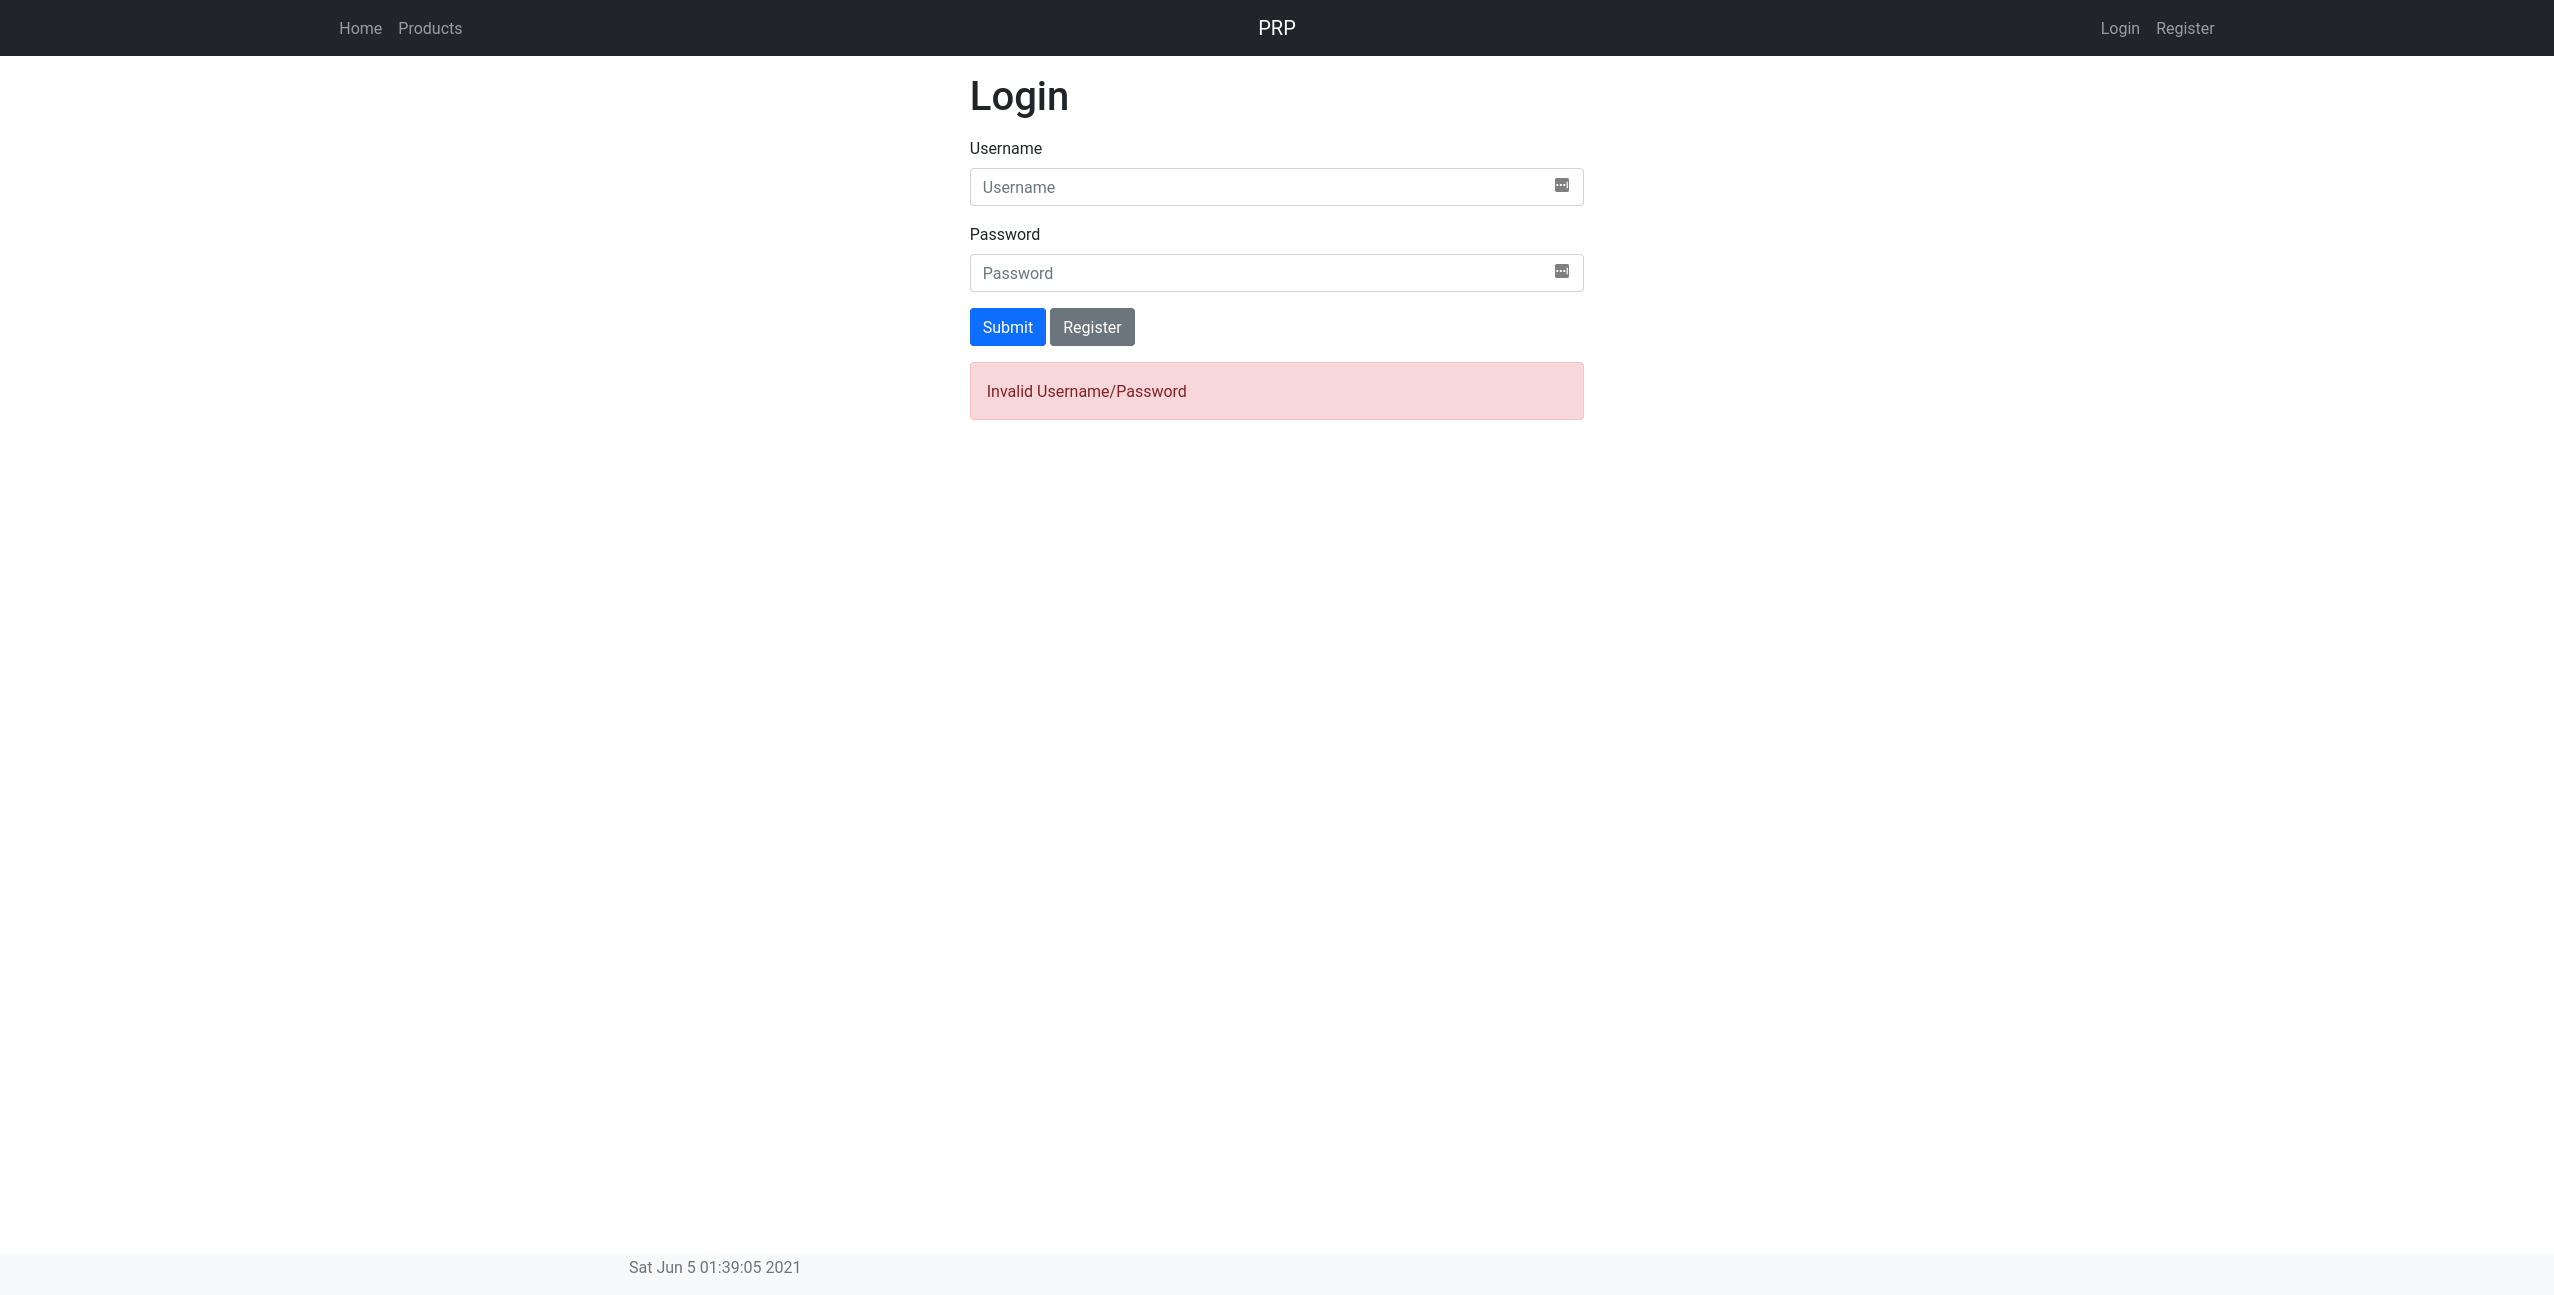 Home Products PRP Login Register
Login
Username
Username
Password
Password
Submit Register
Invalid Username/Password
Sat Jun 5 01:39:05 2021